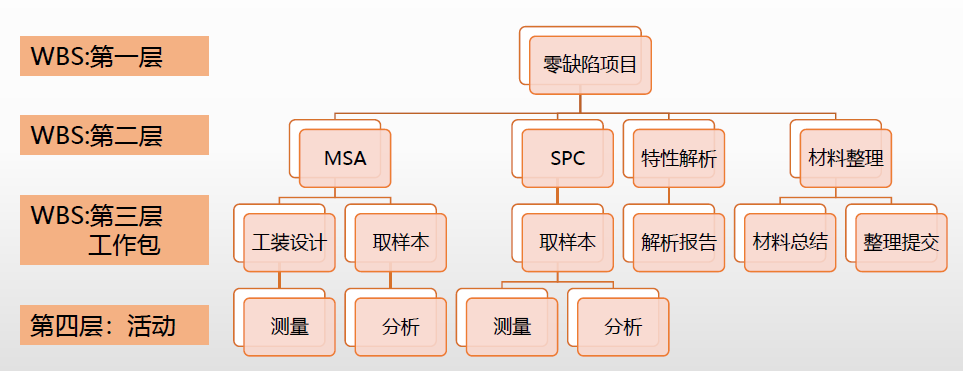 WBS:第一层
零缺陷项目
WBS:第二层
MSA
SPC
特性解析
材料整理
WBS:第三层
工作包
工装设计
取样本
取样本
解析报告
材料总结
整理提交
第四层：活动
测量
分析
测量
分析